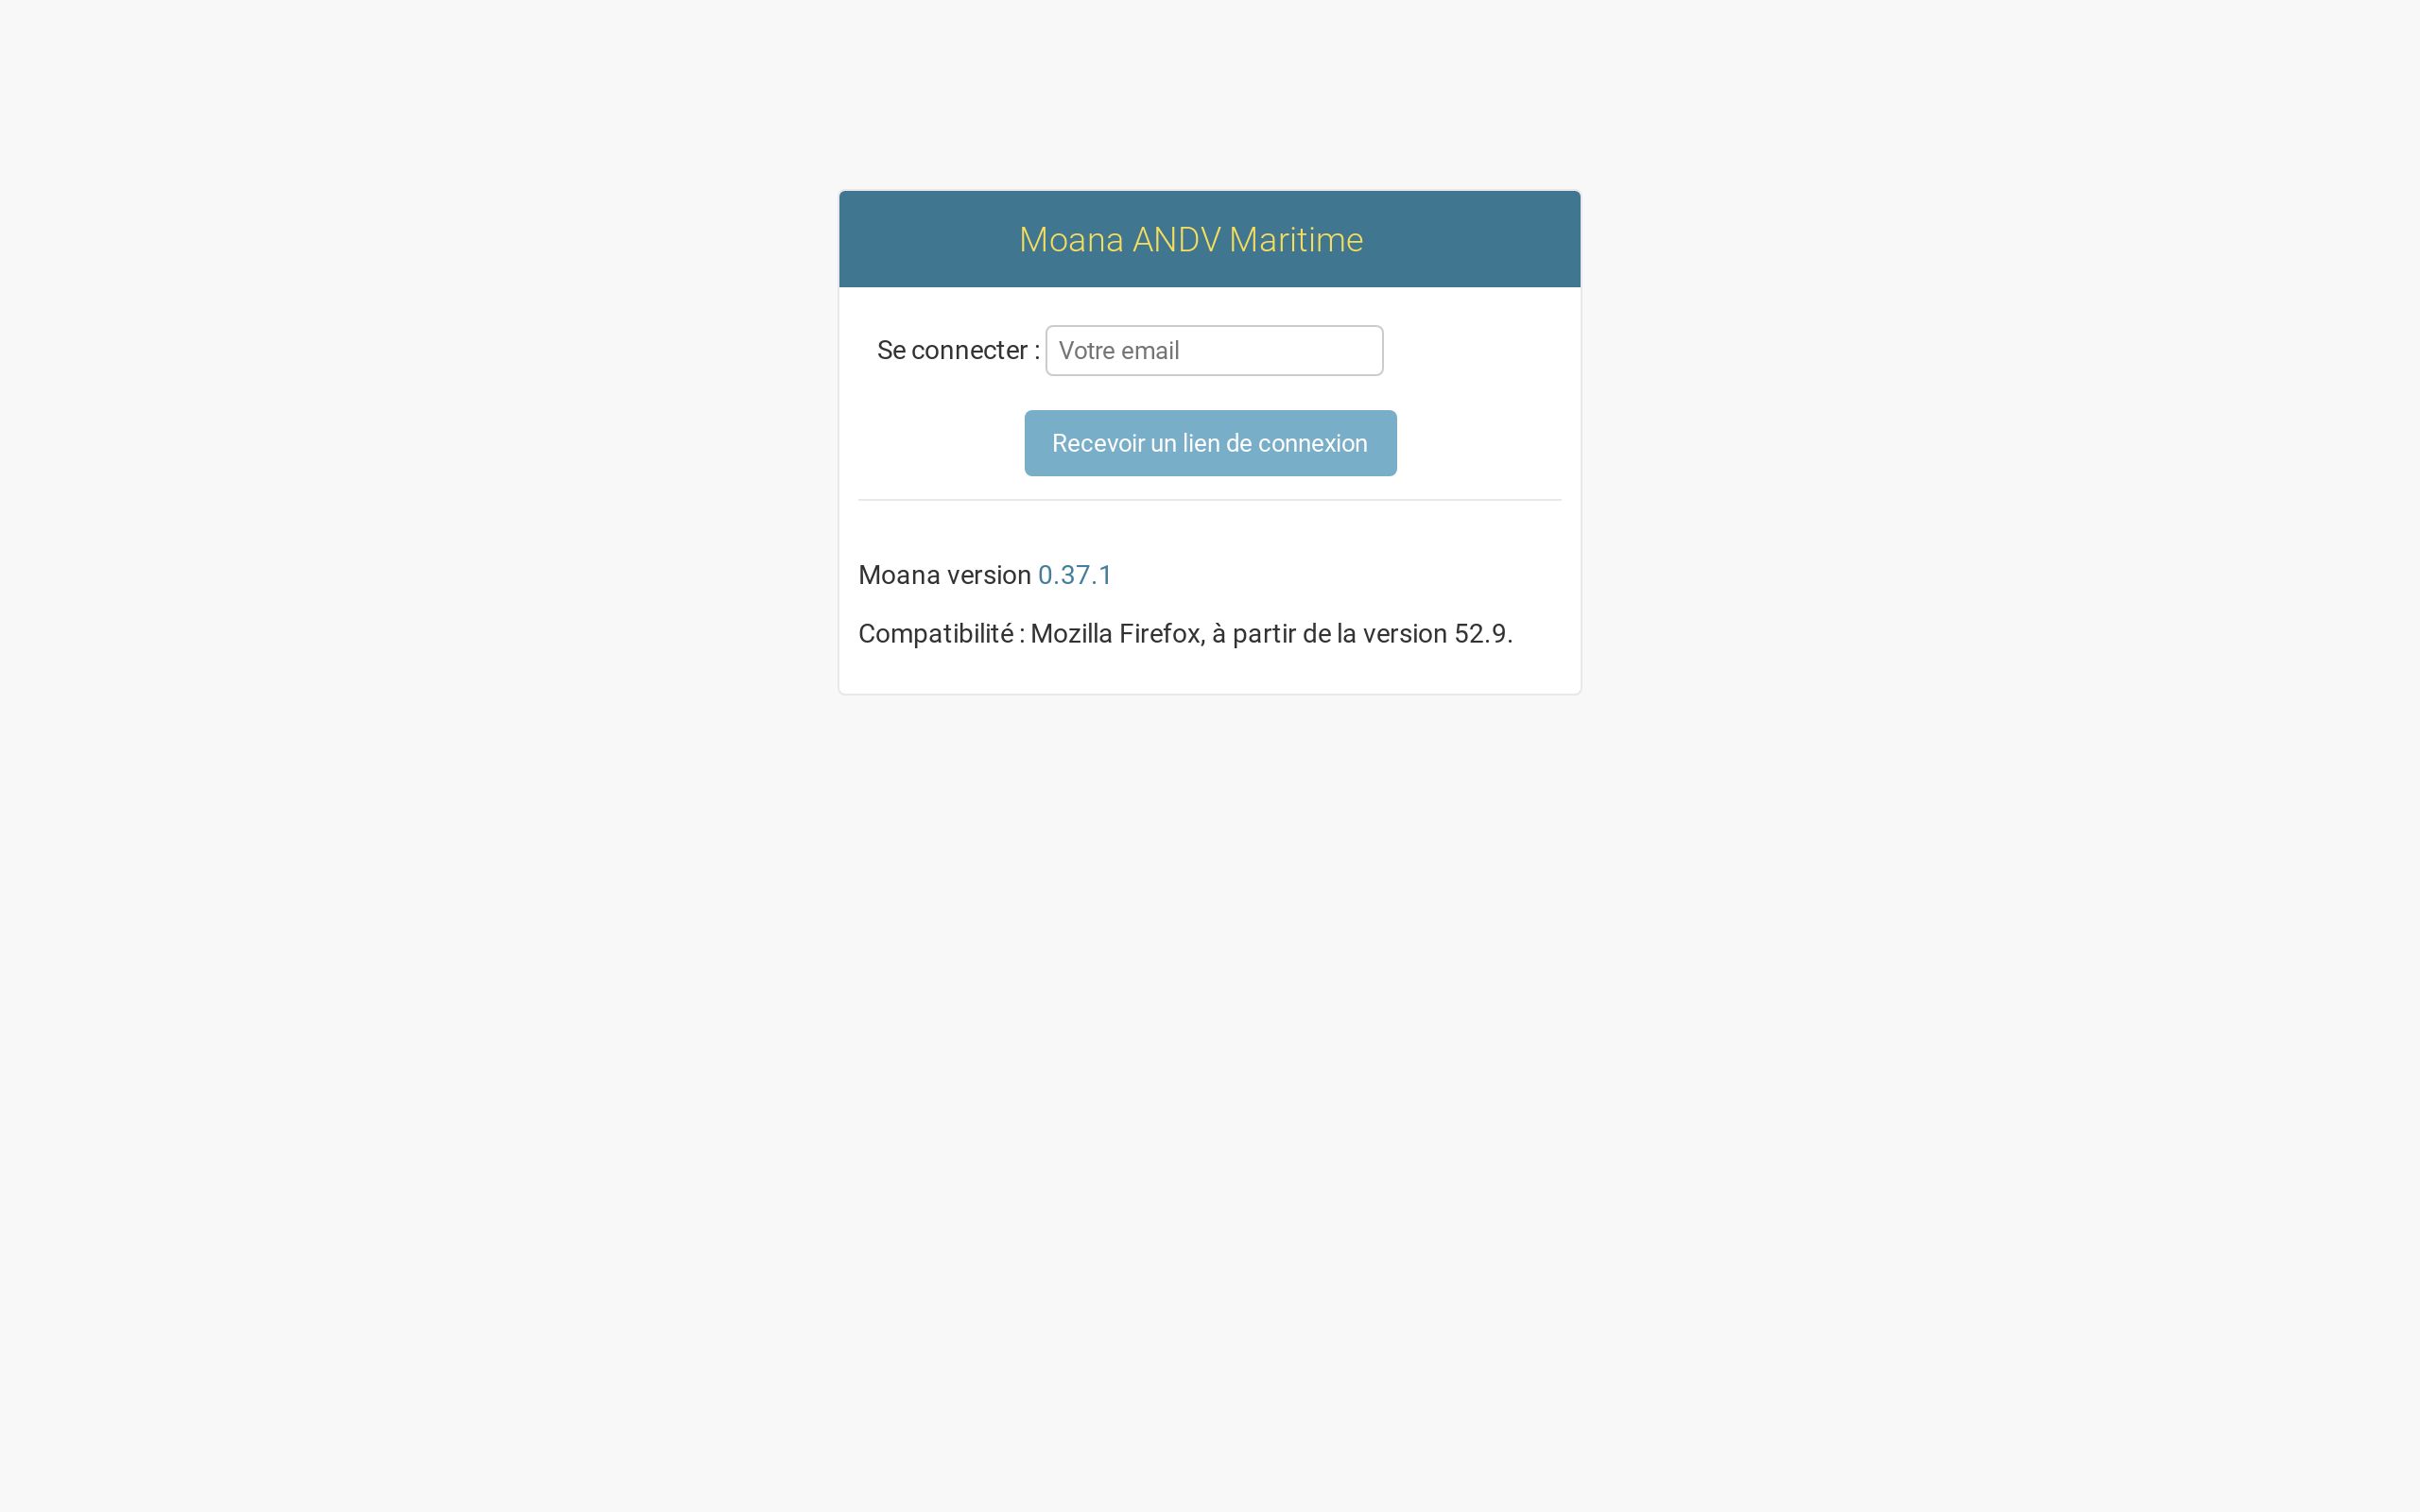 Moana ANDV Maritime
Se connecter : Votre email
Recevoir un lien de connexion
Moana version 0.37.1
Compatibilité : Mozilla Firefox, à partir de la version 52.9.